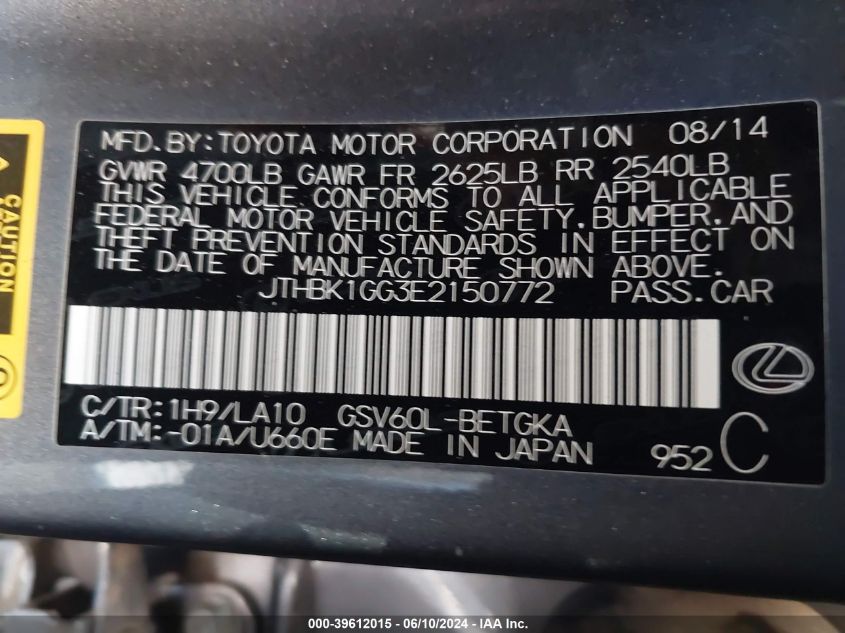 MFD. BY: TOYOTA MOTOR CORPORATION 08/14
GVWR 4700LB GAWR FR 2625LB RR 2540LB
THIS VEHICLE CONFORMS TO ALL APPLICABLE
FEDERAL MOTOR VEHICLE SAFETY, BUMPER, AND
THEFT PREVENTION STANDARDS IN EFFECT ON
THE DATE OF MANUFACTURE SHOWN ABOVE.
JTHBK1GG3E2150772 PASS. CAR
C/TR: 1H9/LA10 GSV60L-BETGKA
A/TM: -01A/U660E MADE IN JAPAN 952 C
CAUTION
000-39612015 - 06/10/2024 - IAA Inc.